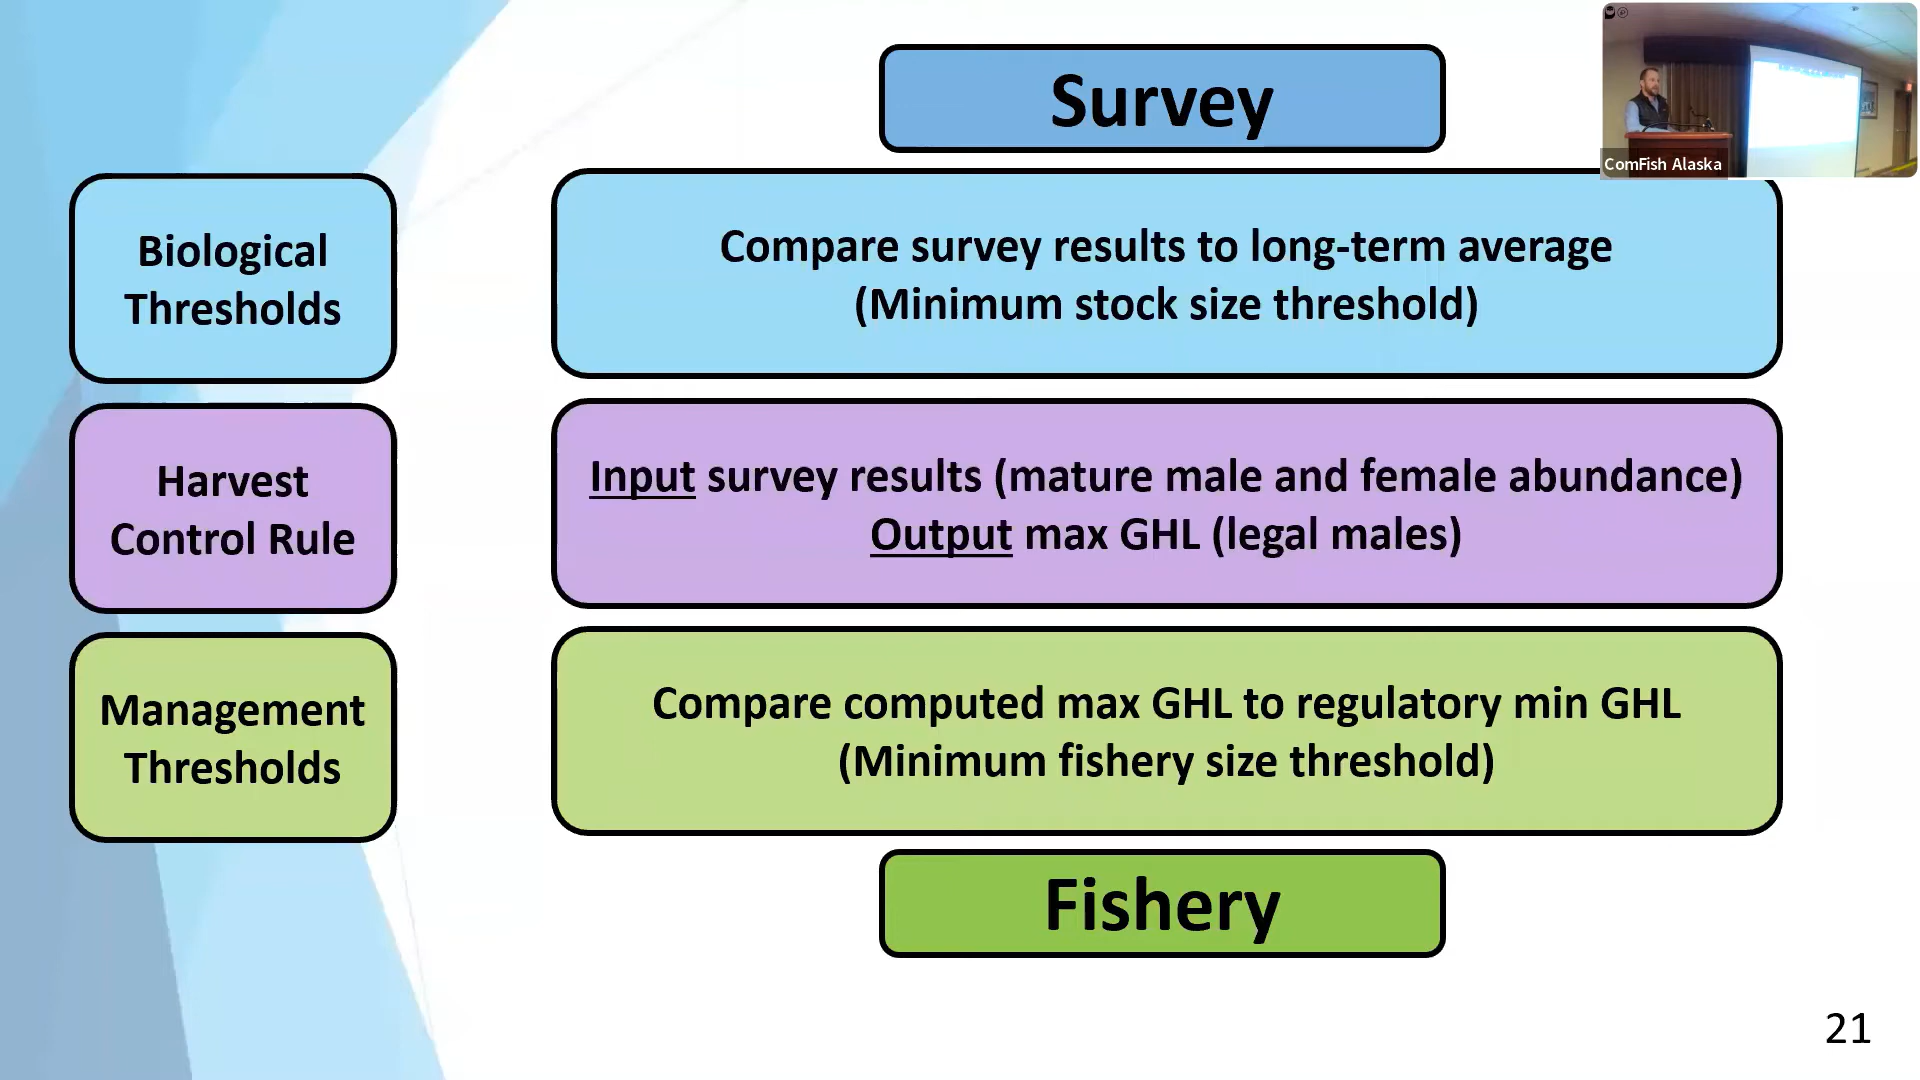 Survey
ComFish Alaska
Biological
Thresholds
Compare survey results to long-term average
(Minimum stock size threshold)
Harvest
Control Rule
Input survey results (mature male and female abundance)
Output max GHL (legal males)
Management
Thresholds
Compare computed max GHL to regulatory min GHL
(Minimum fishery size threshold)
Fishery
21